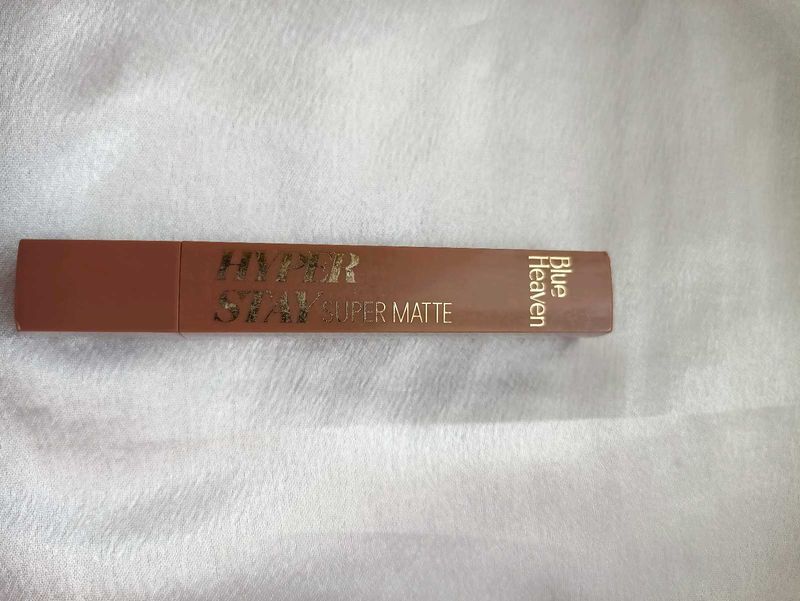 HYPER
STAY SUPER MATTE
Blue
Heaven